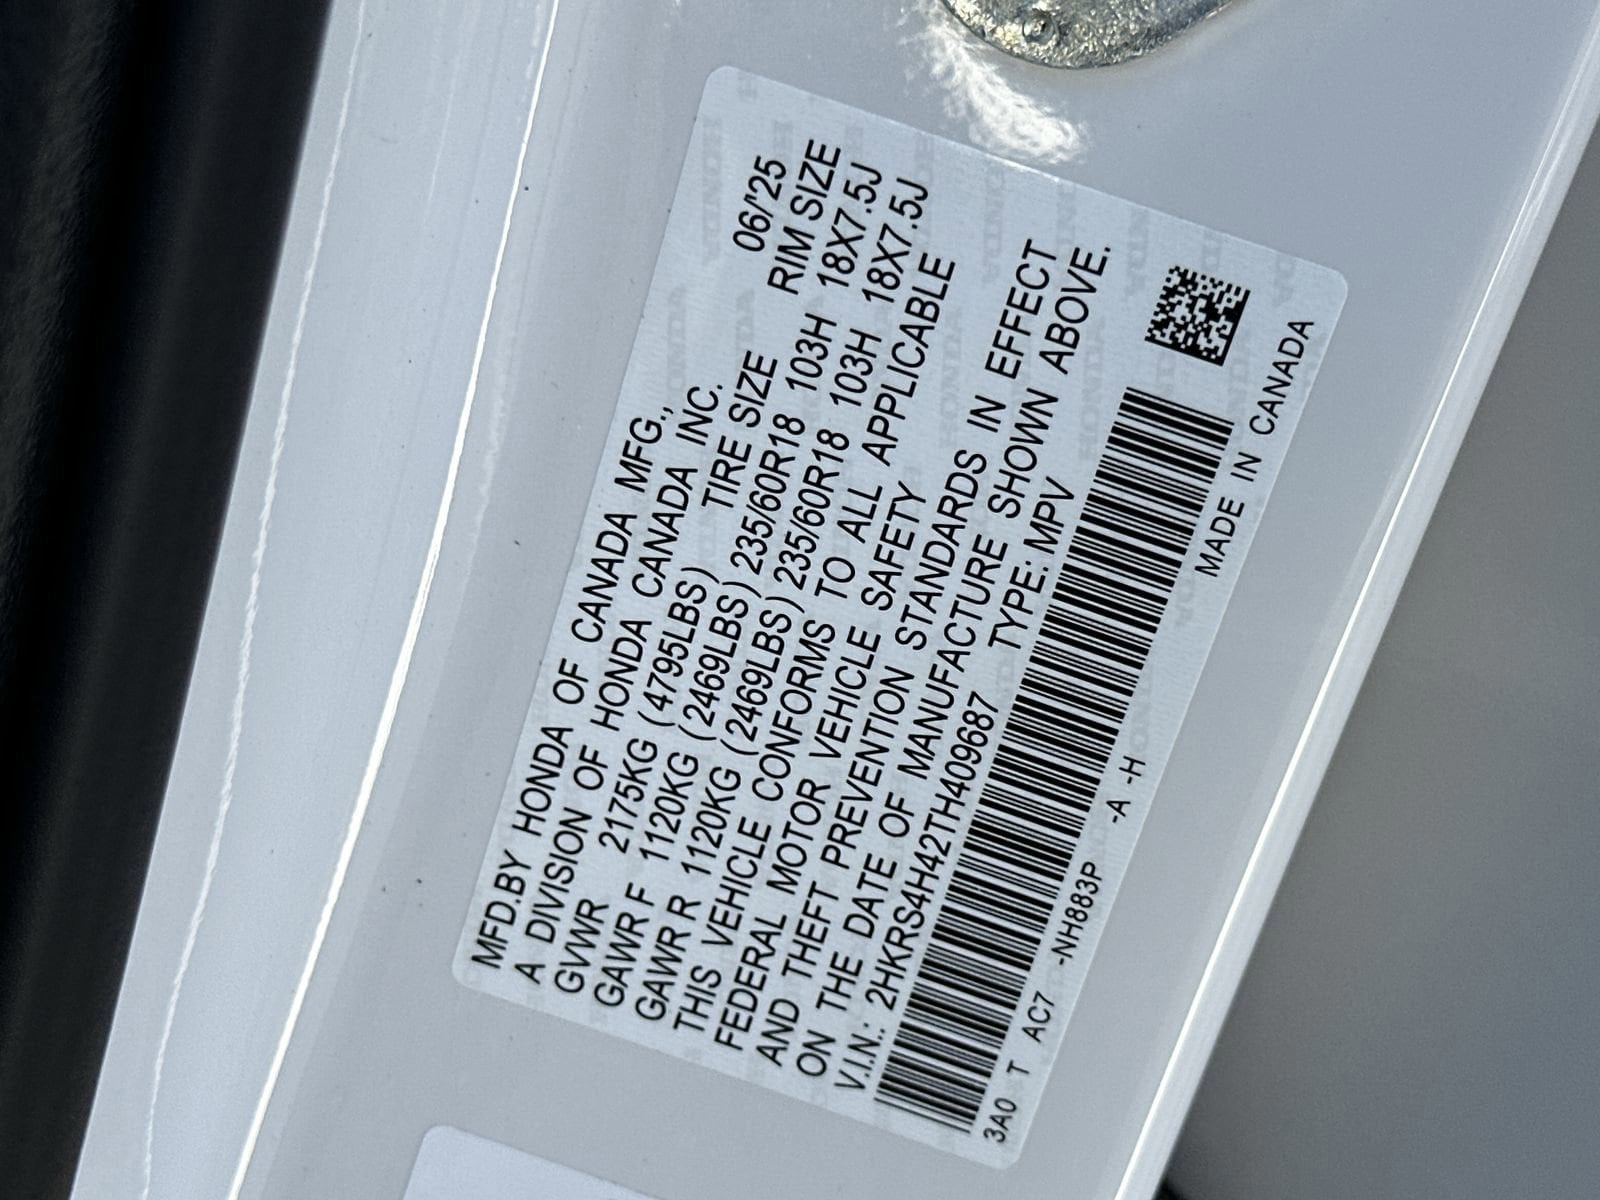 MFD.BY HONDA OF CANADA MFG.,
A DIVISION OF HONDA CANADA INC. 06/'25
GVWR 2175KG (4795LBS) TIRE SIZE RIM SIZE
GAWR F 1120KG (2469LBS) 235/60R18 103H 18X7.5J
GAWR R 1120KG (2469LBS) 235/60R18 103H 18X7.5J
THIS VEHICLE CONFORMS TO ALL APPLICABLE
FEDERAL MOTOR VEHICLE SAFETY
AND THEFT PREVENTION STANDARDS IN EFFECT
ON THE DATE OF MANUFACTURE SHOWN ABOVE.
V.I.N.: 2HKRS4H42TH409687 TYPE: MPV
3A0 T AC7 -NH883P -A -H MADE IN CANADA